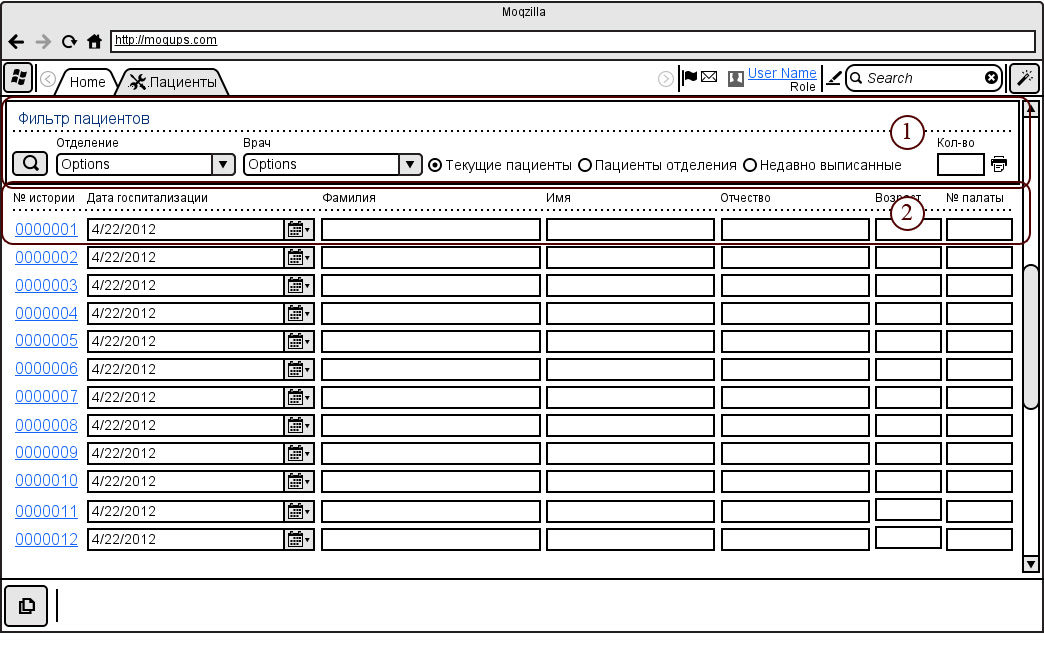 Moqzilla
http://moqups.com
Home
Пациенты
User Name
Role
Search
Фильтр пациентов
1
Отделение Врач Кол-во
Options Options Текущие пациенты Пациенты отделения Недавно выписанные
№ истории Дата госпитализации Фамилия Имя Отчество Возраст № палаты
2
0000001 4/22/2012
0000002 4/22/2012
0000003 4/22/2012
0000004 4/22/2012
0000005 4/22/2012
0000006 4/22/2012
0000007 4/22/2012
0000008 4/22/2012
0000009 4/22/2012
0000010 4/22/2012
0000011 4/22/2012
0000012 4/22/2012